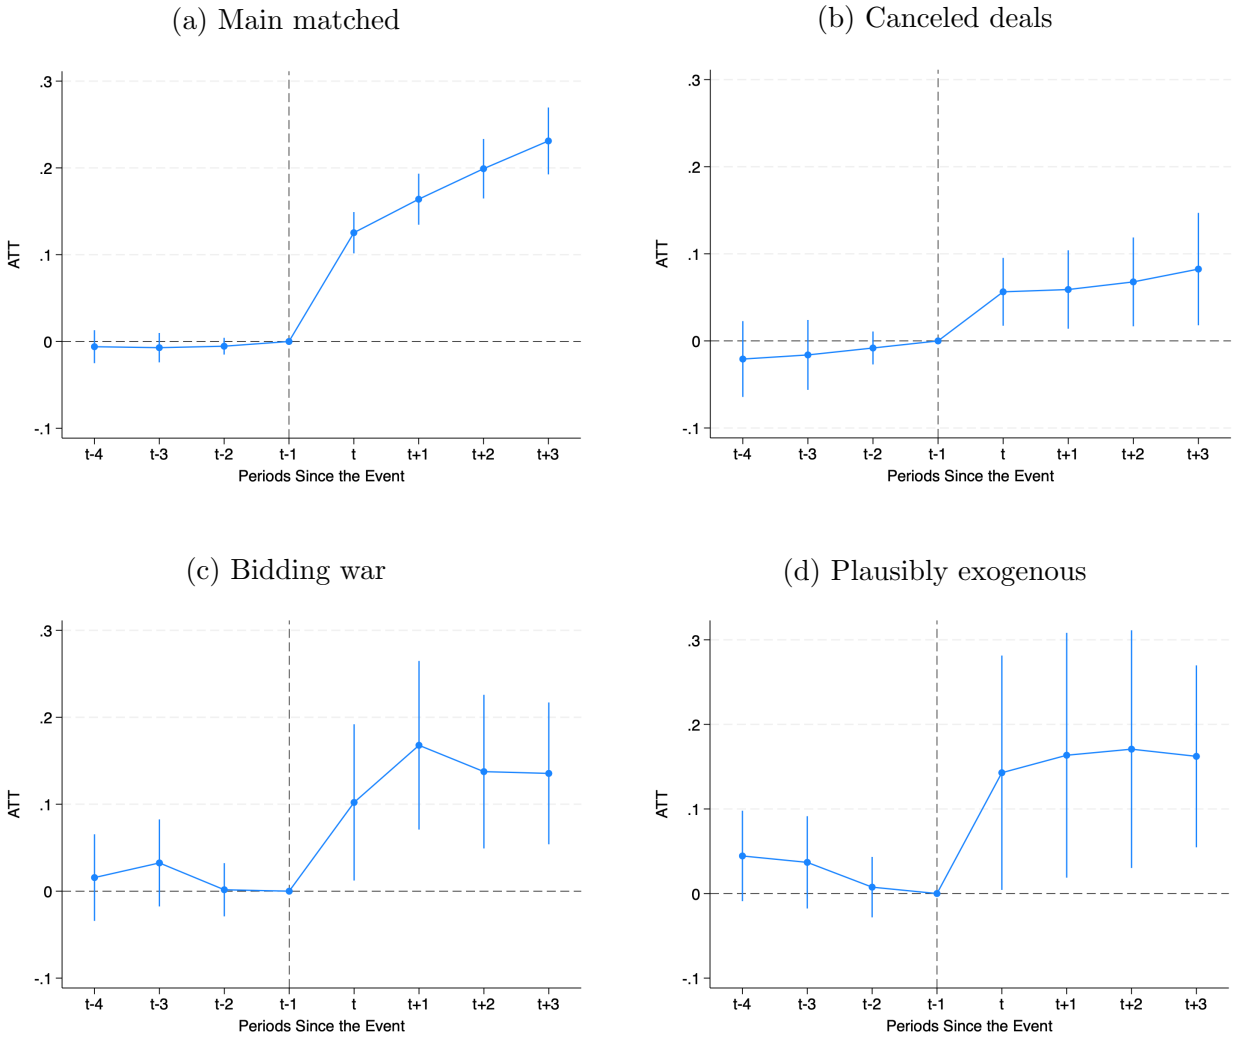 (a) Main matched
.3
.2
.1
0
-.1
ATT
t-4 t-3 t-2 t-1 t t+1 t+2 t+3
Periods Since the Event
(b) Canceled deals
.3
.2
.1
0
-.1
ATT
t-4 t-3 t-2 t-1 t t+1 t+2 t+3
Periods Since the Event
(c) Bidding war
.3
.2
.1
0
-.1
ATT
t-4 t-3 t-2 t-1 t t+1 t+2 t+3
Periods Since the Event
(d) Plausibly exogenous
.3
.2
.1
0
-.1
ATT
t-4 t-3 t-2 t-1 t t+1 t+2 t+3
Periods Since the Event